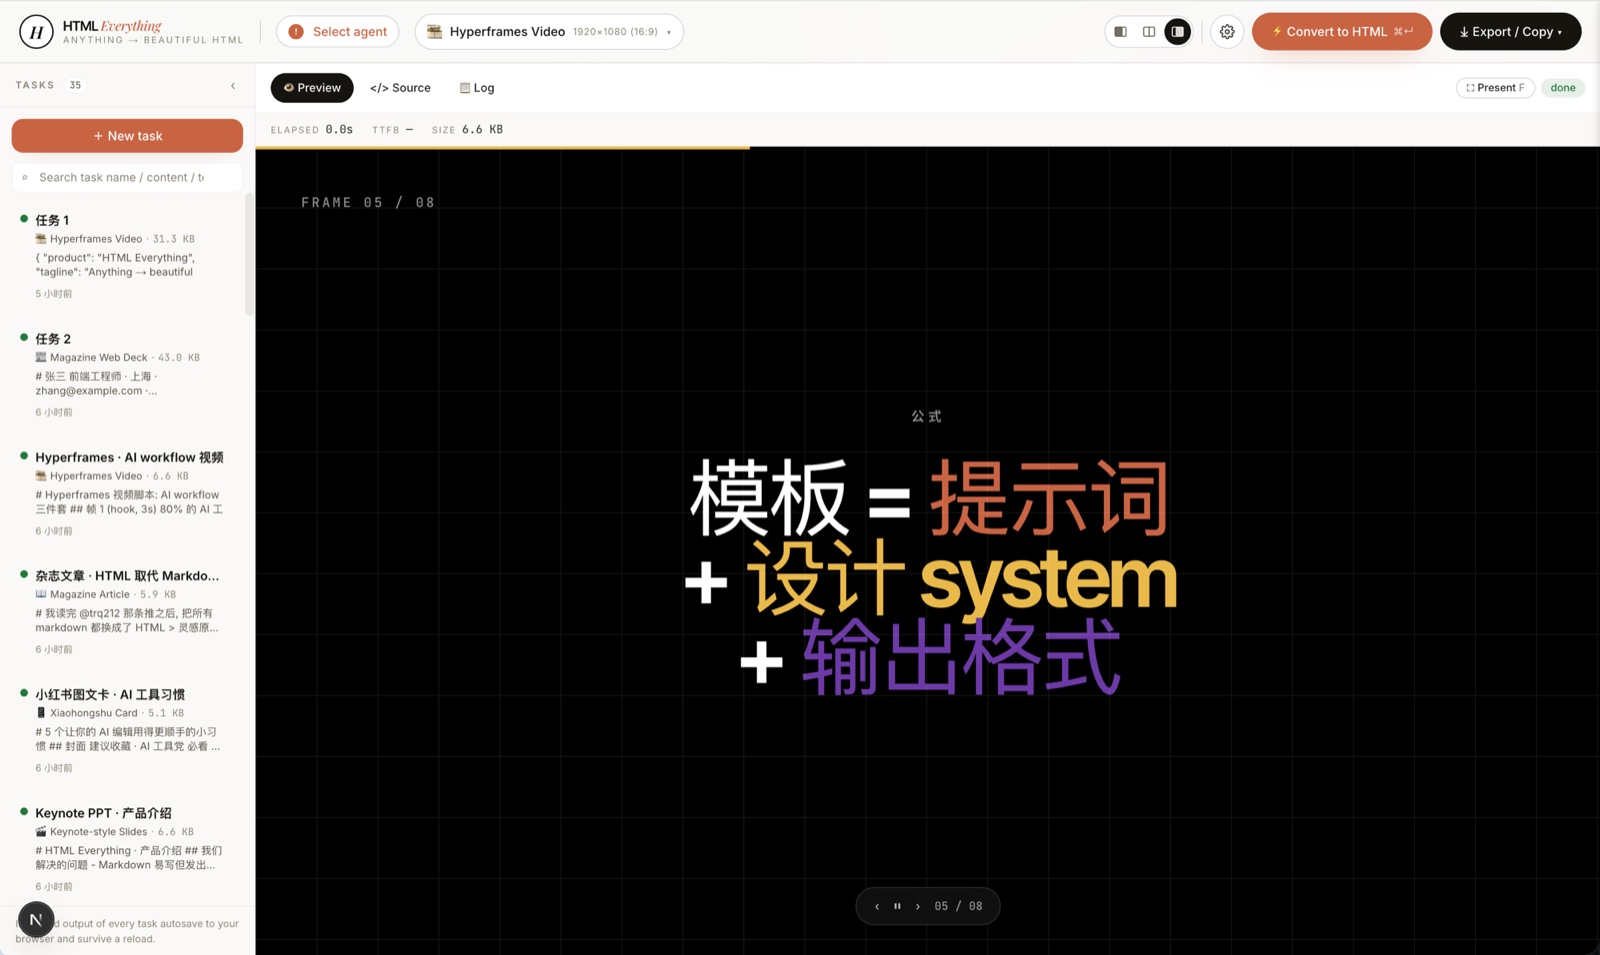 H HTML Everything
ANYTHING → BEAUTIFUL HTML
! Select agent
Hyperframes Video 1920×1080 (16:9)
Convert to HTML ⌘↵
Export / Copy
TASKS 35
+ New task
Search task name / content / t
任务 1
Hyperframes Video · 31.3 KB
{ "product": "HTML Everything",
"tagline": "Anything → beautiful
5 小时前
任务 2
Magazine Web Deck · 43.0 KB
# 张三 前端工程师 · 上海 ·
zhang@example.com ·...
6 小时前
Hyperframes · AI workflow 视频
Hyperframes Video · 6.6 KB
# Hyperframes 视频脚本: AI workflow
三件套 ## 帧 1 (hook, 3s) 80% 的 AI 工
6 小时前
杂志文章 · HTML 取代 Markdo...
Magazine Article · 5.9 KB
# 我读完 @trq212 那条推之后, 把所有
markdown 都换成了 HTML > 灵感原...
6 小时前
小红书图文卡 · AI 工具习惯
Xiaohongshu Card · 5.1 KB
# 5 个让你的 AI 编辑用得更顺手的小习
惯 ## 封面 建议收藏 · AI 工具党 必看 ...
6 小时前
Keynote PPT · 产品介绍
Keynote-style Slides · 6.6 KB
# HTML Everything · 产品介绍 ## 我们
解决的问题 - Markdown 易写但发出...
6 小时前
N
d output of every task autosave to your
browser and survive a reload.
Preview
</> Source
Log
Present F
done
ELAPSED 0.0s TTFB — SIZE 6.6 KB
FRAME 05 / 08
公式
模板 = 提示词
+ 设计 system
+ 输出格式
‹ › 05 / 08